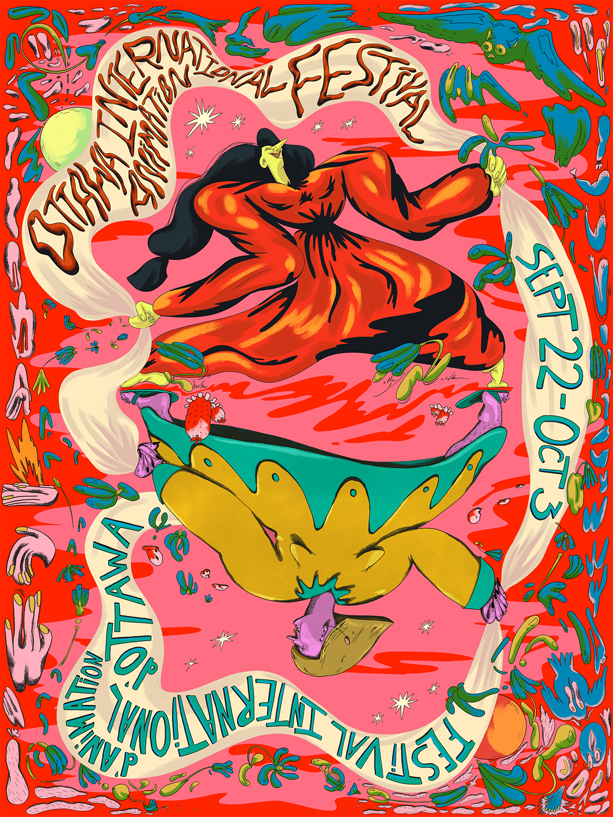 OTTAWA INTERNATIONAL FESTIVAL
ANIMATION
SEPT 22 - OCT 3
FESTIVAL INTERNATIONAL D'ANIMATION
D'OTTAWA